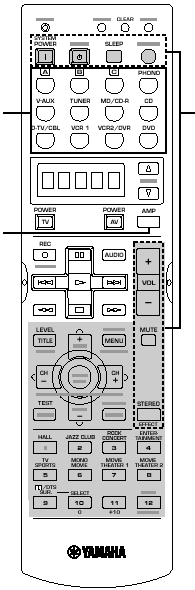 CLEAR
SYSTEM
POWER SLEEP
A B C PHONO
V-AUX TUNER MD/CD-R CD
D-TV/CBL VCR 1 VCR2/DVR DVD
POWER POWER AMP
TV AV
REC AUDIO
+
VOL
–
LEVEL
TITLE + MENU MUTE
CH – CH +
TEST – STEREO
EFFECT
HALL JAZZ CLUB ROCK CONCERT ENTER-TAINMENT
1 2 3 4
TV SPORTS MONO MOVIE MOVIE THEATER 1 MOVIE THEATER 2
5 6 7 8
/DTS SUR. SELECT
9 10 11 12
0 +10
YAMAHA